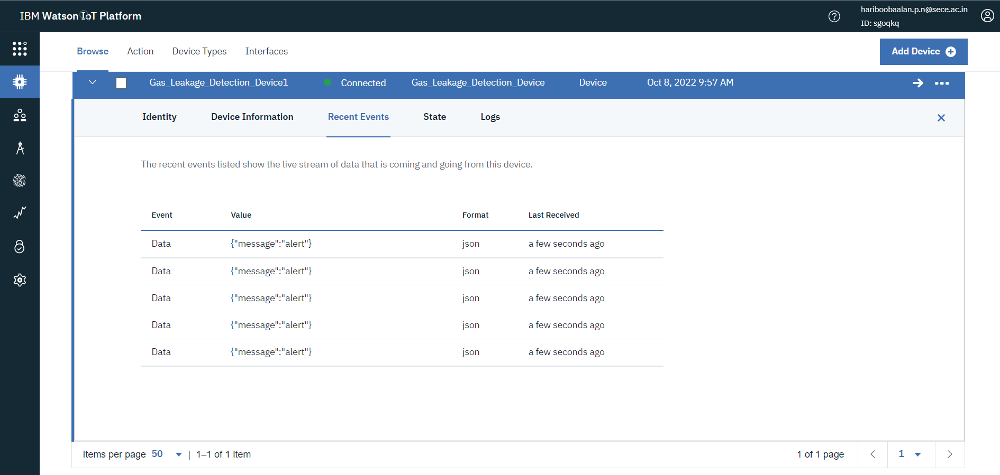 IBM Watson IoT Platform
hariboobaalan.p.n@sece.ac.in
ID: sgoqkq
Browse Action Device Types Interfaces
Add Device
Gas_Leakage_Detection_Device1 Connected Gas_Leakage_Detection_Device Device Oct 8, 2022 9:57 AM
Identity Device Information Recent Events State Logs
The recent events listed show the live stream of data that is coming and going from this device.
Event Value Format Last Received
Data {"message":"alert"} json a few seconds ago
Data {"message":"alert"} json a few seconds ago
Data {"message":"alert"} json a few seconds ago
Data {"message":"alert"} json a few seconds ago
Data {"message":"alert"} json a few seconds ago
Items per page 50 | 1–1 of 1 item 1 of 1 page 1